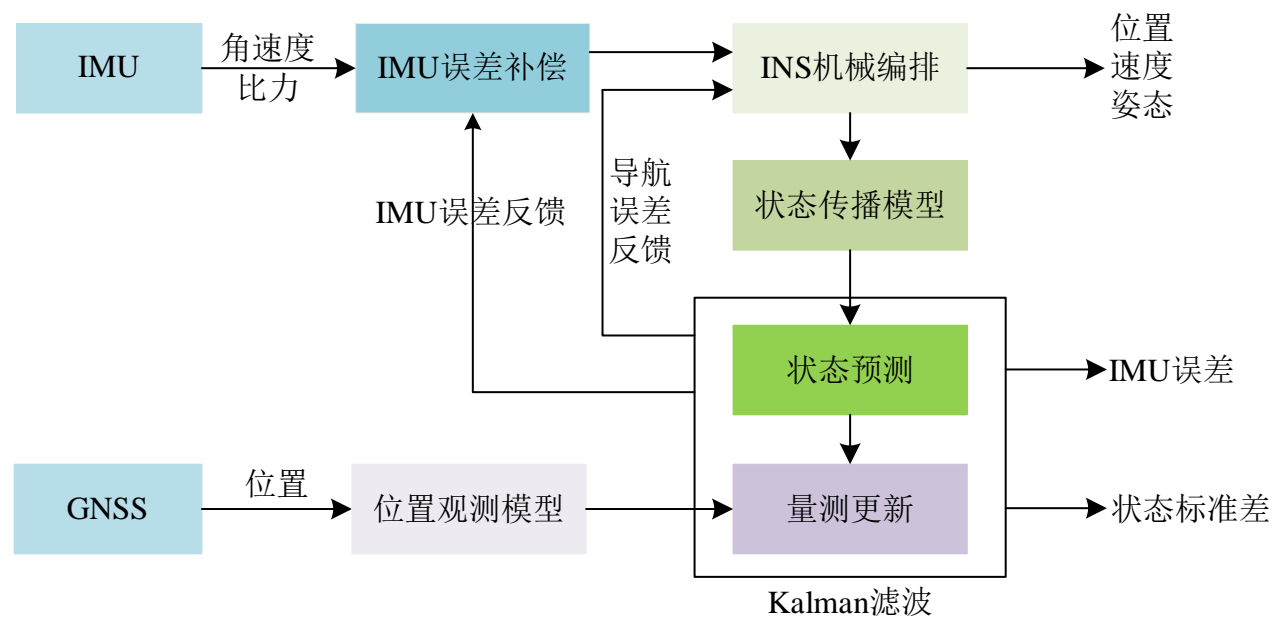 IMU
角速度
比力
IMU误差补偿
INS机械编排
位置
速度
姿态
IMU误差反馈
导航
误差
反馈
状态传播模型
状态预测
IMU误差
GNSS
位置
位置观测模型
量测更新
状态标准差
Kalman滤波